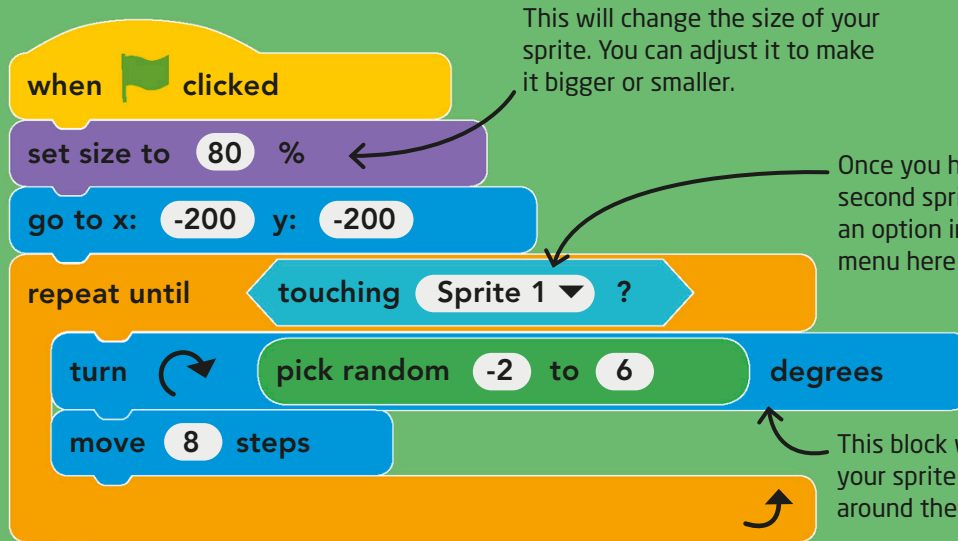 This will change the size of your
sprite. You can adjust it to make
it bigger or smaller.
when clicked
set size to 80 %
Once you
second
an option
menu here
go to x: -200 y: -200
repeat until touching Sprite 1 ?
turn pick random -2 to 6 degrees
move 8 steps
This block
your sprite
around the